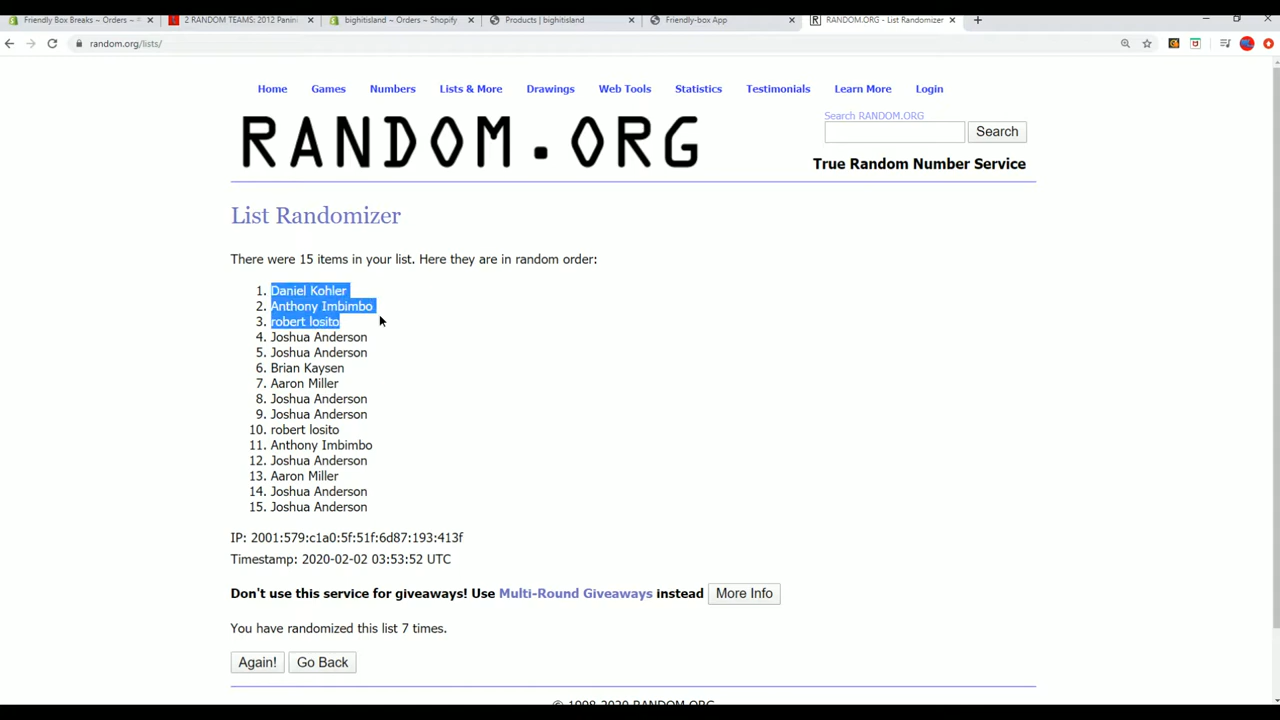 Friendly Box Breaks ~ Orders ~
2 RANDOM TEAMS: 2012 Panini
bighitisland ~ Orders ~ Shopify
Products | bighitisland
Friendly-box App
RANDOM.ORG - List Randomizer
random.org/lists/
Home Games Numbers Lists & More Drawings Web Tools Statistics Testimonials Learn More Login
Search RANDOM.ORG
RANDOM.ORG
Search
True Random Number Service
List Randomizer
There were 15 items in your list. Here they are in random order:
1. Daniel Kohler
2. Anthony Imbimbo
3. robert losito
4. Joshua Anderson
5. Joshua Anderson
6. Brian Kaysen
7. Aaron Miller
8. Joshua Anderson
9. Joshua Anderson
10. robert losito
11. Anthony Imbimbo
12. Joshua Anderson
13. Aaron Miller
14. Joshua Anderson
15. Joshua Anderson
IP: 2001:579:c1a0:5f:51f:6d87:193:413f
Timestamp: 2020-02-02 03:53:52 UTC
Don't use this service for giveaways! Use Multi-Round Giveaways instead More Info
You have randomized this list 7 times.
Again! Go Back
© 1998-2020 RANDOM.ORG